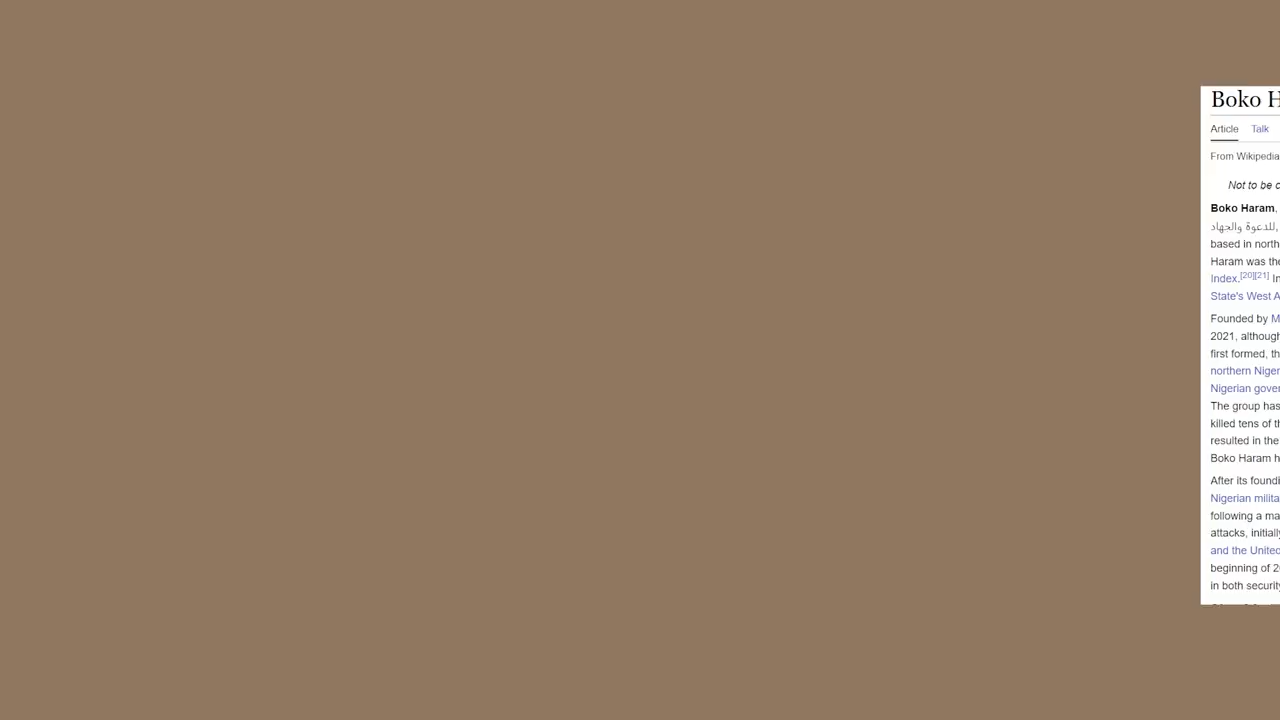 Boko H
Article Talk
From Wikipedia
Not to be c
Boko Haram,
للدعوة والجهاد,
based in north
Haram was the
Index.[20][21] In
State's West A
Founded by M
2021, although
first formed, th
northern Niger
Nigerian gover
The group has
killed tens of th
resulted in the
Boko Haram h
After its foundi
Nigerian milita
following a ma
attacks, initially
and the United
beginning of 2
in both security